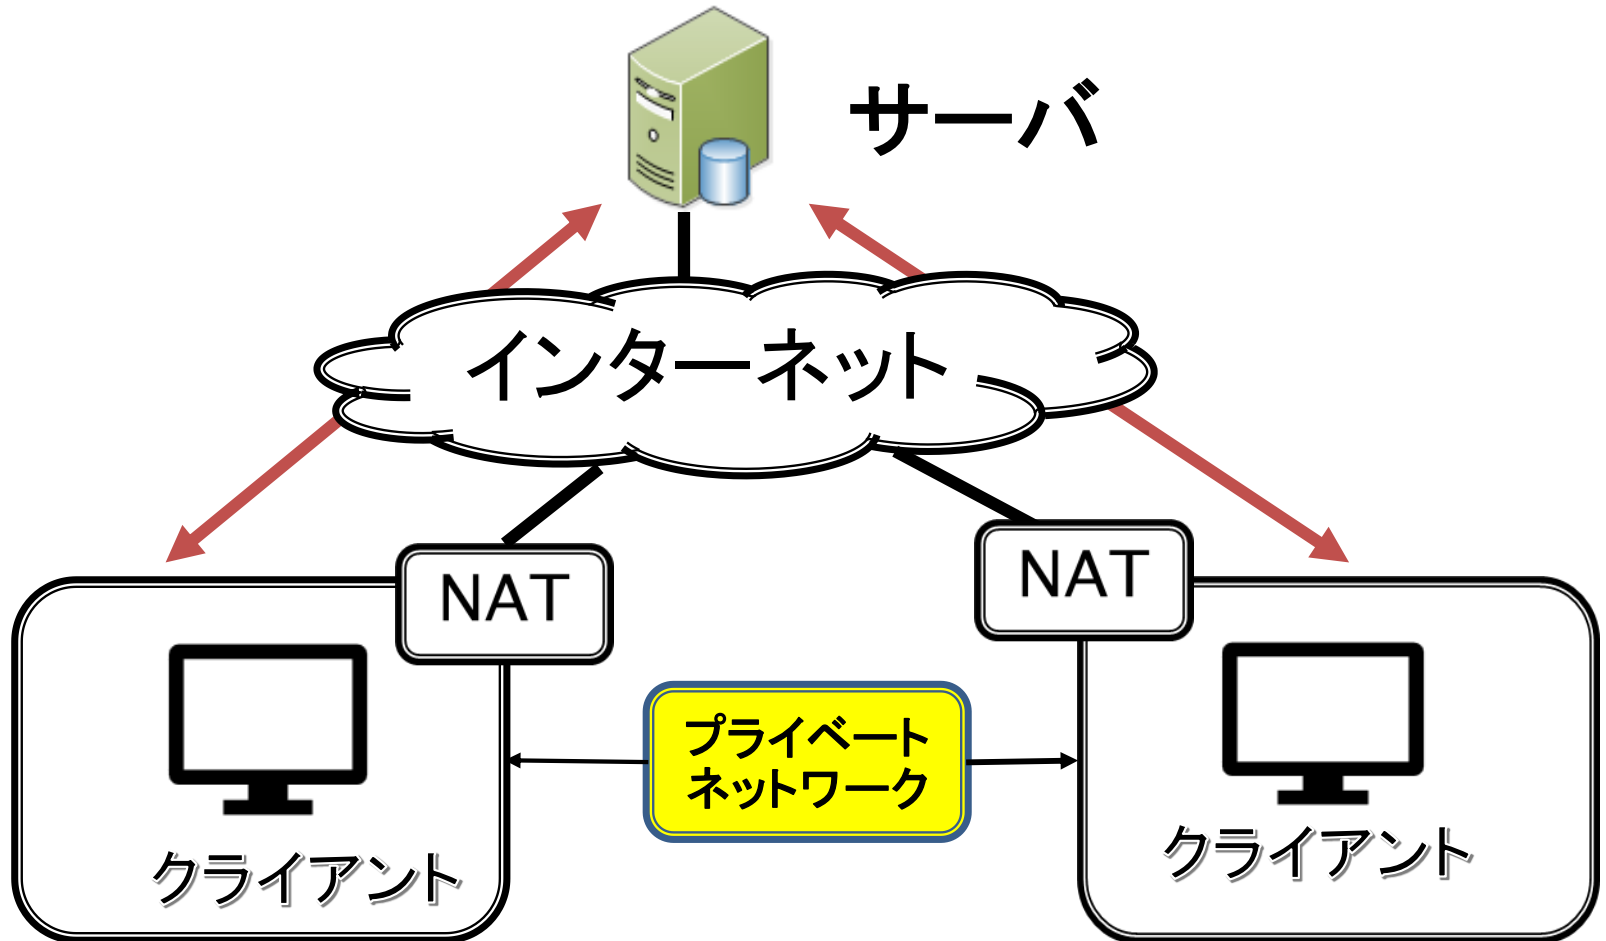 サーバ
インターネット
NAT
NAT
プライベート
ネットワーク
クライアント
クライアント